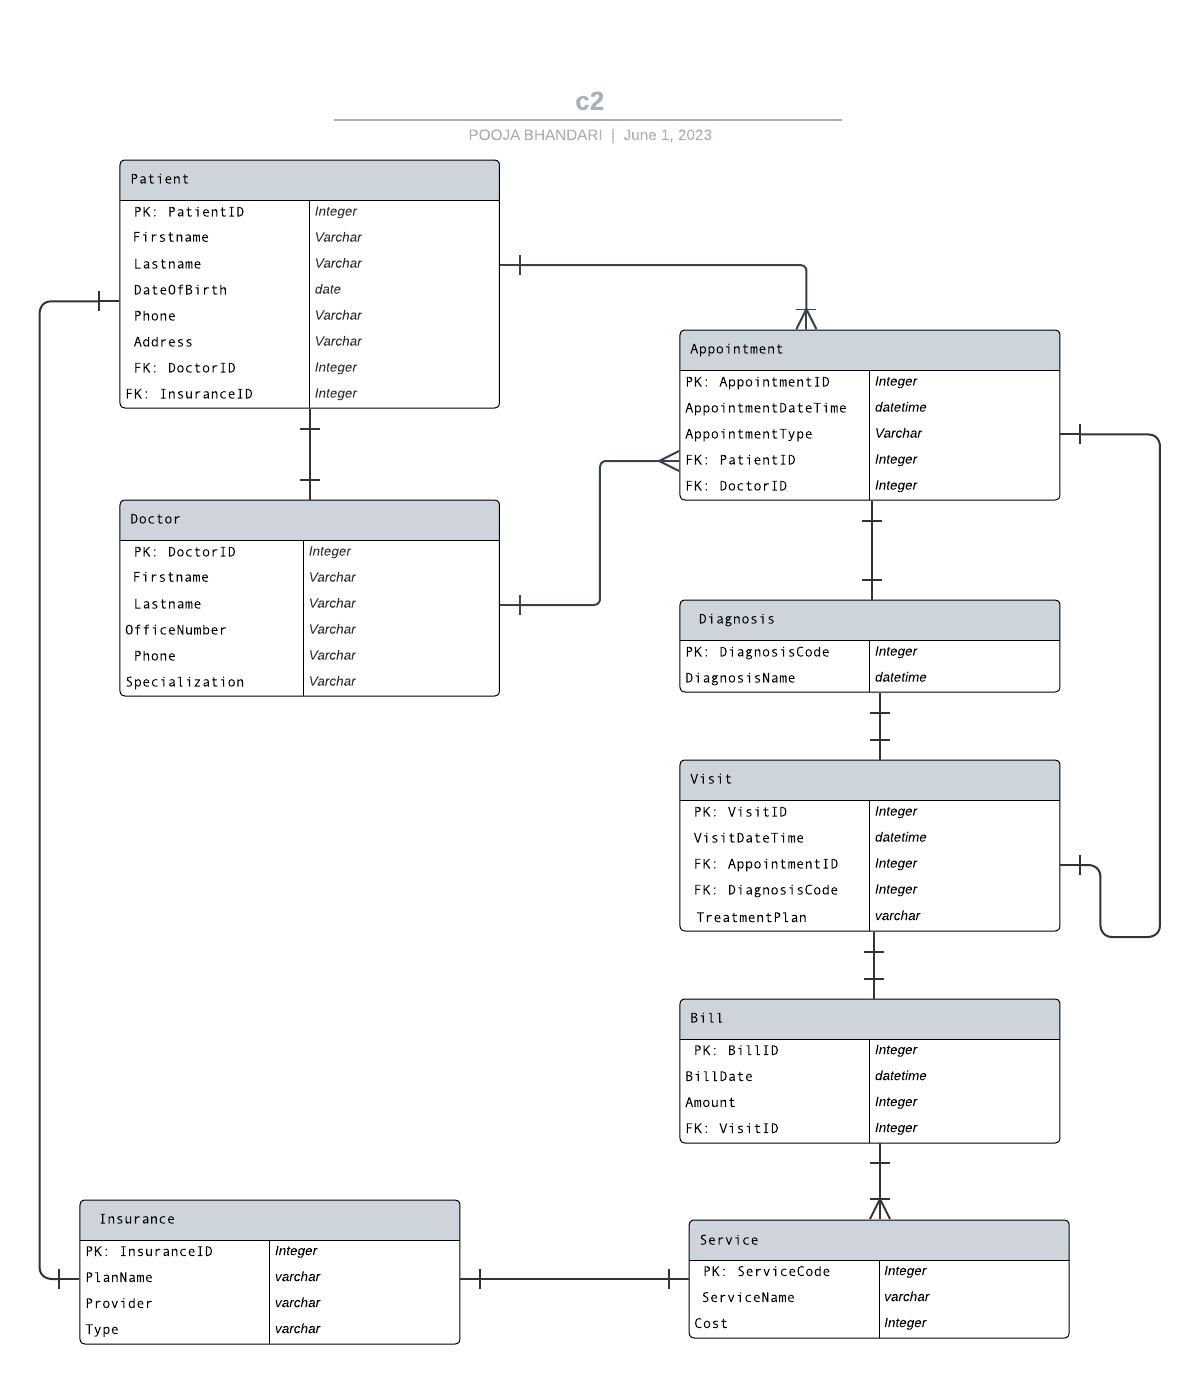 c2
POOJA BHANDARI | June 1, 2023
Patient
PK: PatientID Integer
Firstname Varchar
Lastname Varchar
DateOfBirth date
Phone Varchar
Address Varchar
FK: DoctorID Integer
FK: InsuranceID Integer
Appointment
PK: AppointmentID Integer
AppointmentDateTime datetime
AppointmentType Varchar
FK: PatientID Integer
FK: DoctorID Integer
Doctor
PK: DoctorID Integer
Firstname Varchar
Lastname Varchar
OfficeNumber Varchar
Phone Varchar
Specialization Varchar
Diagnosis
PK: DiagnosisCode Integer
DiagnosisName datetime
Visit
PK: VisitID Integer
VisitDateTime datetime
FK: AppointmentID Integer
FK: DiagnosisCode Integer
TreatmentPlan varchar
Bill
PK: BillID Integer
BillDate datetime
Amount Integer
FK: VisitID Integer
Insurance
PK: InsuranceID Integer
PlanName varchar
Provider varchar
Type varchar
Service
PK: ServiceCode Integer
ServiceName varchar
Cost Integer